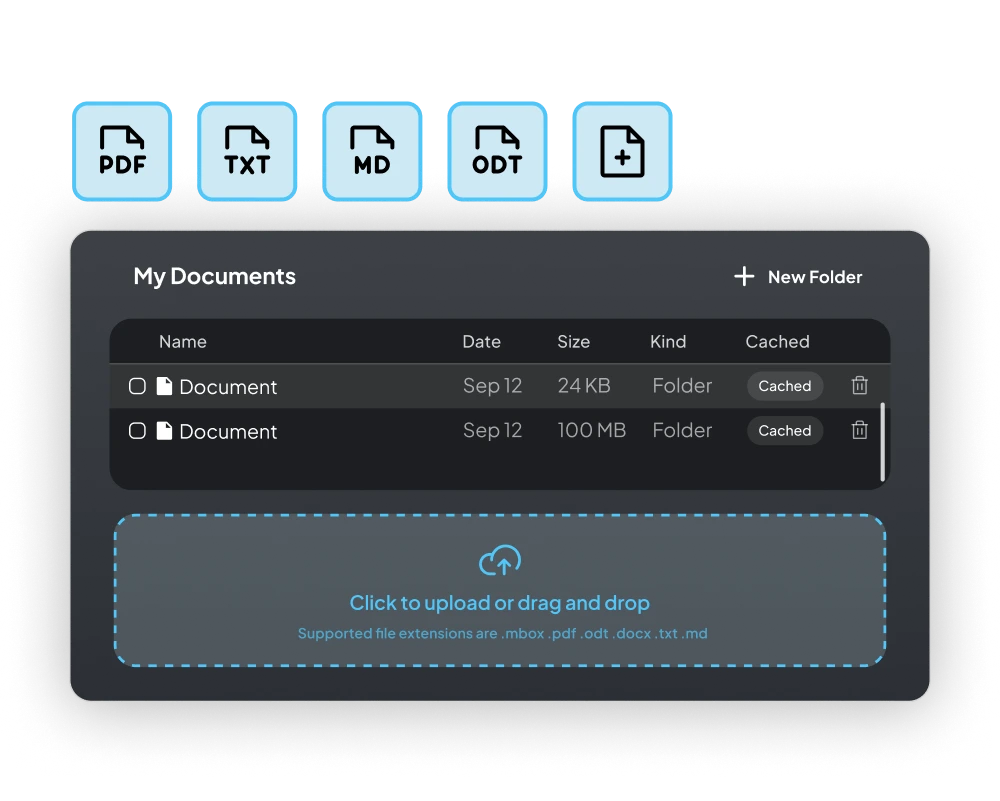 PDF TXT MD ODT
My Documents
New Folder
Name Date Size Kind Cached
Document Sep 12 24 KB Folder Cached
Document Sep 12 100 MB Folder Cached
Click to upload or drag and drop
Supported file extensions are .mbox .pdf .odt .docx .txt .md